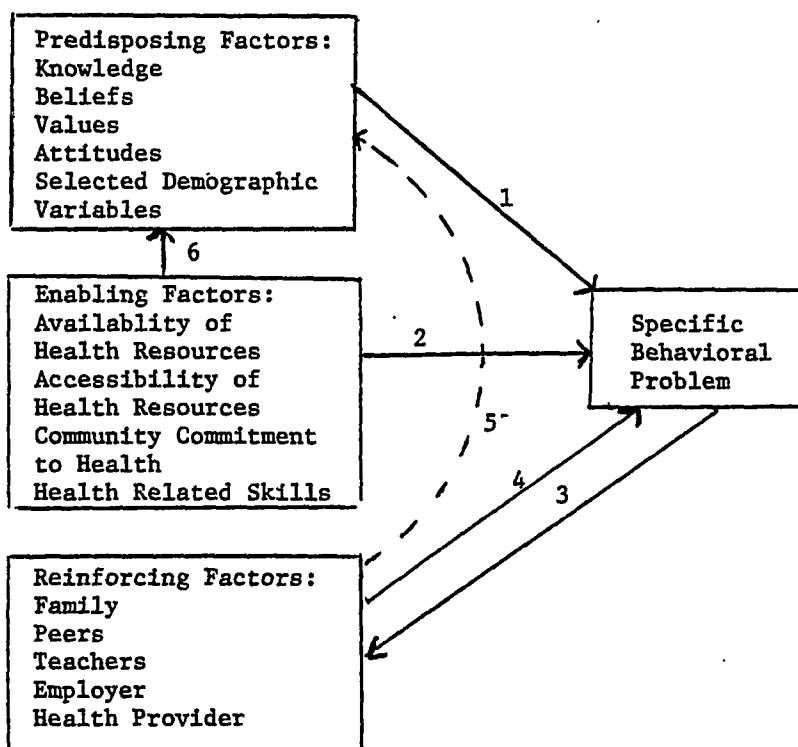 Predisposing Factors:
Knowledge
Beliefs
Values
Attitudes
Selected Demographic
Variables
1
6
Enabling Factors:
Availablity of
Health Resources
Accessibility of
Health Resources
Community Commitment
to Health
Health Related Skills
2
Specific
Behavioral
Problem
5
4
3
Reinforcing Factors:
Family
Peers
Teachers
Employer
Health Provider